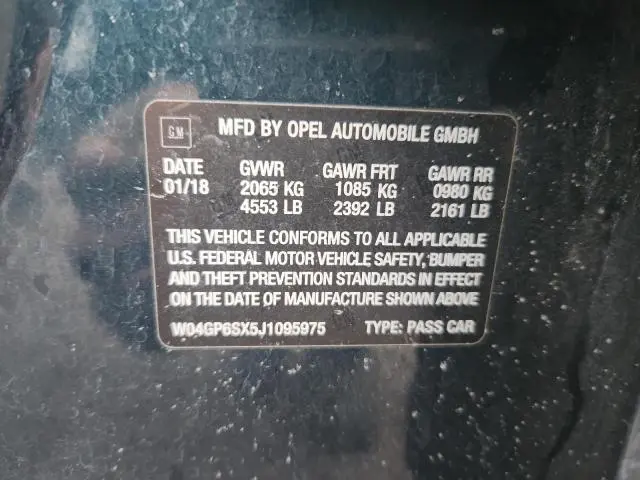 GM MFD BY OPEL AUTOMOBILE GMBH
DATE GVWR GAWR FRT GAWR RR
01/18 2065 KG 1085 KG 0980 KG
4553 LB 2392 LB 2161 LB
THIS VEHICLE CONFORMS TO ALL APPLICABLE
U.S. FEDERAL MOTOR VEHICLE SAFETY, BUMPER
AND THEFT PREVENTION STANDARDS IN EFFECT
ON THE DATE OF MANUFACTURE SHOWN ABOVE
W04GP6SX5J1095975 TYPE: PASS CAR